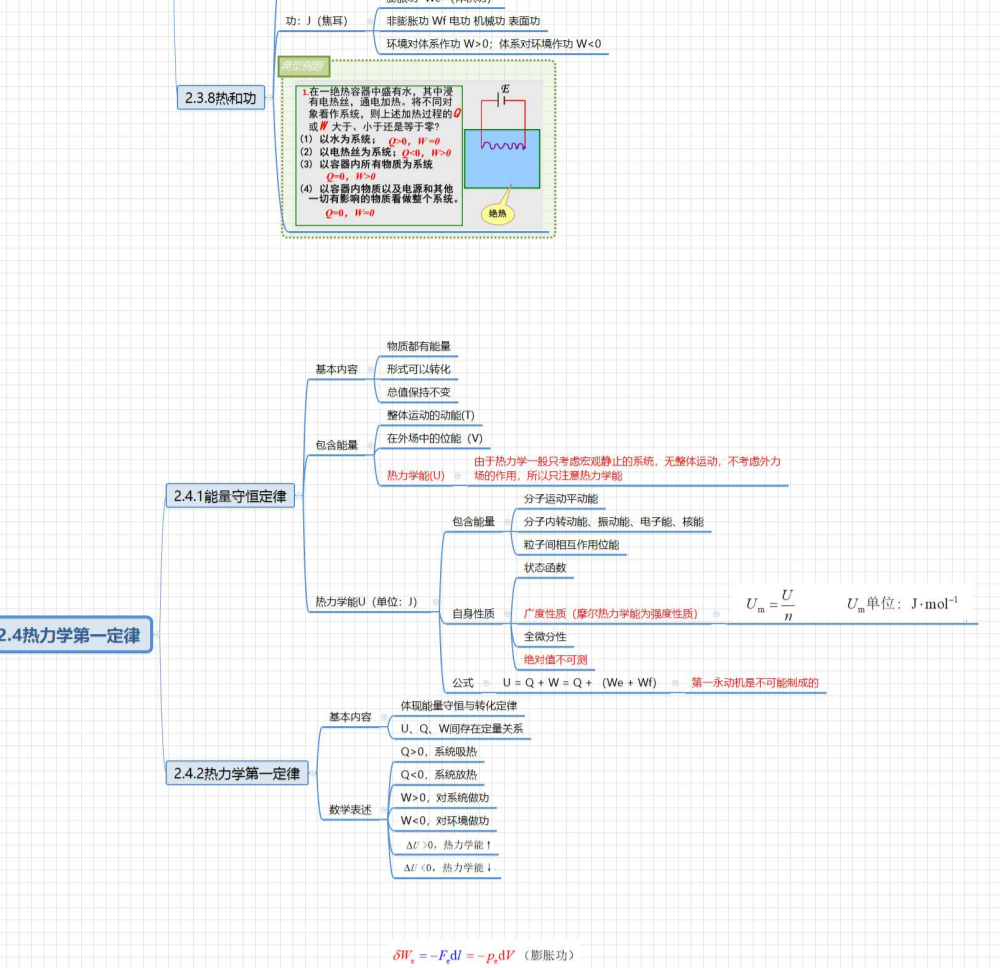 功：J（焦耳）
非膨胀功 Wf 电功 机械功 表面功
环境对体系作功 W>0；体系对环境作功 W<0
2.3.8热和功
典型例题
1.在一绝热容器中盛有水，其中浸
有电热丝，通电加热。将不同对
象看作系统，则上述加热过程的Q
或W 大于、小于还是等于零?
（1）以水为系统； Q>0，W=0
（2）以电热丝为系统；Q<0，W>0
（3）以容器内所有物质为系统
Q=0，W>0
（4）以容器内物质以及电源和其他
一切有影响的物质看做整个系统。
Q=0，W=0
ℰ
绝热
2.4热力学第一定律
2.4.1能量守恒定律
基本内容
物质都有能量
形式可以转化
总值保持不变
包含能量
整体运动的动能(T)
在外场中的位能（V）
热力学能(U)
由于热力学一般只考虑宏观静止的系统，无整体运动，不考虑外力
场的作用，所以只注意热力学能
热力学能U（单位：J）
包含能量
分子运动平动能
分子内转动能、振动能、电子能、核能
粒子间相互作用位能
自身性质
状态函数
广度性质（摩尔热力学能为强度性质）
Um = U/n Um单位：J·mol⁻¹
全微分性
绝对值不可测
公式
U = Q + W = Q + （We + Wf）
第一永动机是不可能制成的
2.4.2热力学第一定律
基本内容
体现能量守恒与转化定律
U、Q、W间存在定量关系
数学表述
Q>0，系统吸热
Q<0，系统放热
W>0，对系统做功
W<0，对环境做功
ΔU >0，热力学能↑
ΔU <0，热力学能↓
δWe = −Fedl = − pedV （膨胀功）